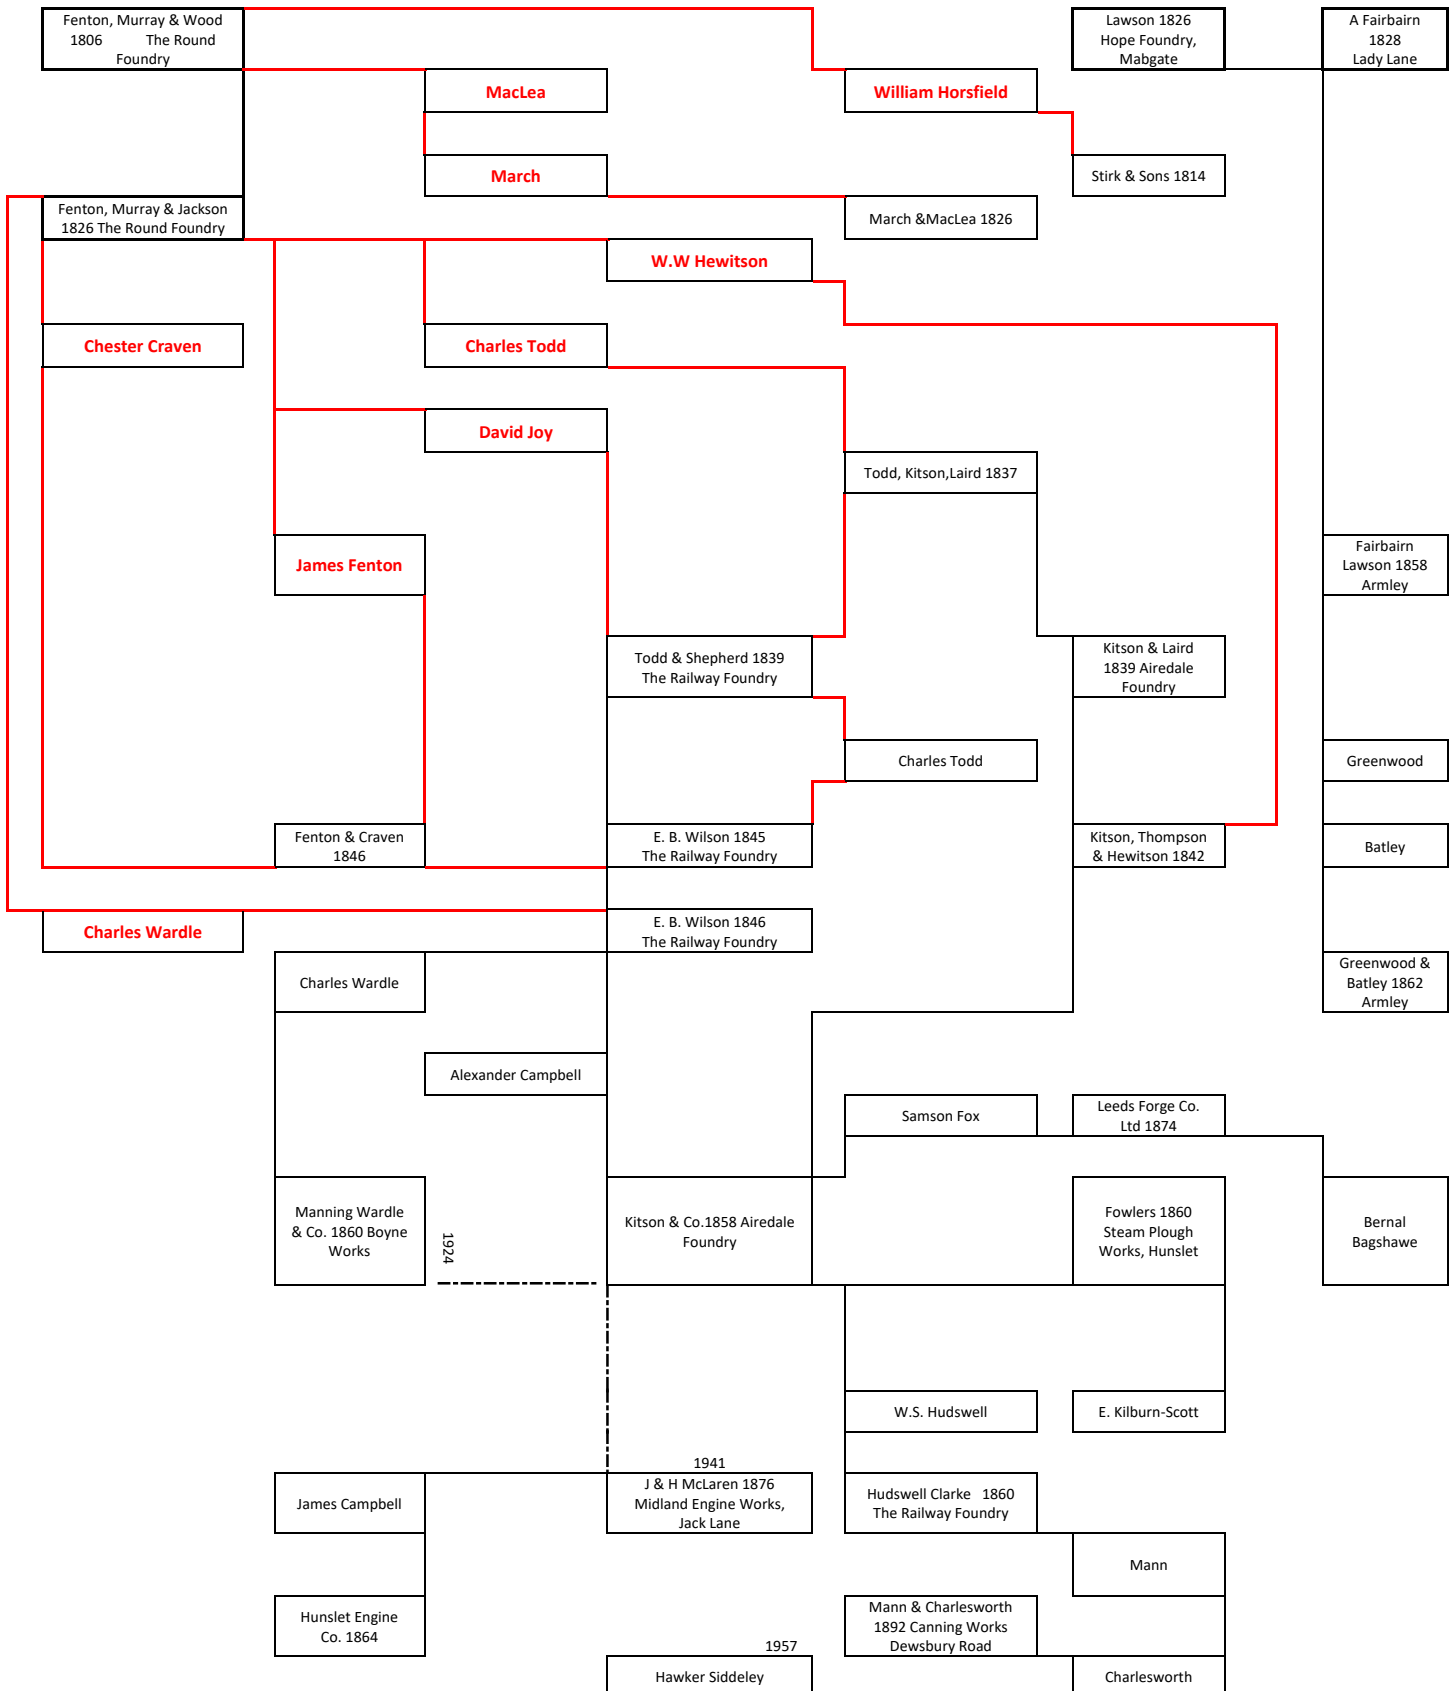 Fenton, Murray & Wood
1806 The Round
Foundry
Lawson 1826
Hope Foundry,
Mabgate
A Fairbairn
1828
Lady Lane
MacLea
William Horsfield
March
Stirk & Sons 1814
Fenton, Murray & Jackson
1826 The Round Foundry
March &MacLea 1826
W.W Hewitson
Chester Craven
Charles Todd
David Joy
Todd, Kitson,Laird 1837
James Fenton
Fairbairn
Lawson 1858
Armley
Todd & Shepherd 1839
The Railway Foundry
Kitson & Laird
1839 Airedale
Foundry
Charles Todd
Greenwood
Fenton & Craven
1846
E. B. Wilson 1845
The Railway Foundry
Kitson, Thompson
& Hewitson 1842
Batley
Charles Wardle
E. B. Wilson 1846
The Railway Foundry
Charles Wardle
Greenwood &
Batley 1862
Armley
Alexander Campbell
Samson Fox
Leeds Forge Co.
Ltd 1874
Manning Wardle
& Co. 1860 Boyne
Works
1924
Kitson & Co.1858 Airedale
Foundry
Fowlers 1860
Steam Plough
Works, Hunslet
Bernal
Bagshawe
W.S. Hudswell
E. Kilburn-Scott
1941
James Campbell
J & H McLaren 1876
Midland Engine Works,
Jack Lane
Hudswell Clarke 1860
The Railway Foundry
Mann
Hunslet Engine
Co. 1864
Mann & Charlesworth
1892 Canning Works
Dewsbury Road
1957
Hawker Siddeley
Charlesworth